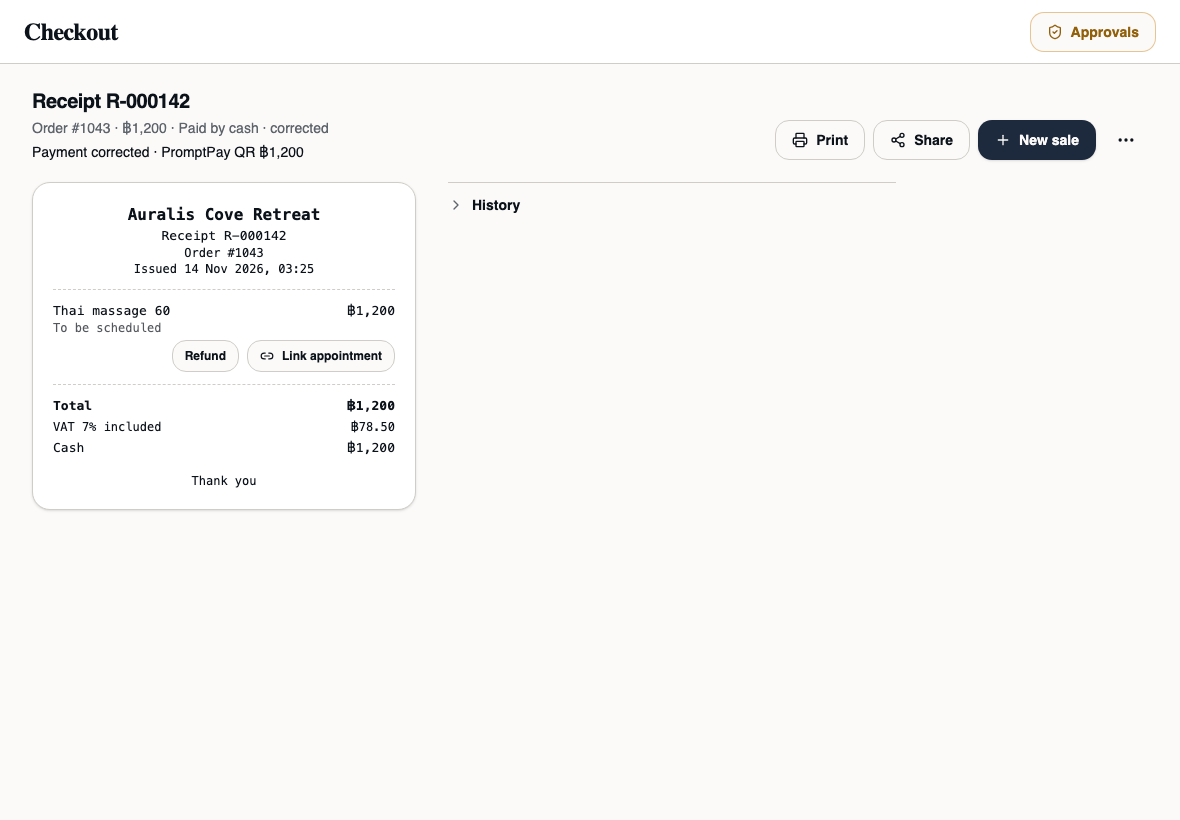 Checkout
Approvals
Receipt R-000142
Order #1043 · ฿1,200 · Paid by cash · corrected
Payment corrected · PromptPay QR ฿1,200
Print
Share
New sale
Auralis Cove Retreat
Receipt R-000142
Order #1043
Issued 14 Nov 2026, 03:25
Thai massage 60 ฿1,200
To be scheduled
Refund
Link appointment
Total ฿1,200
VAT 7% included ฿78.50
Cash ฿1,200
Thank you
History